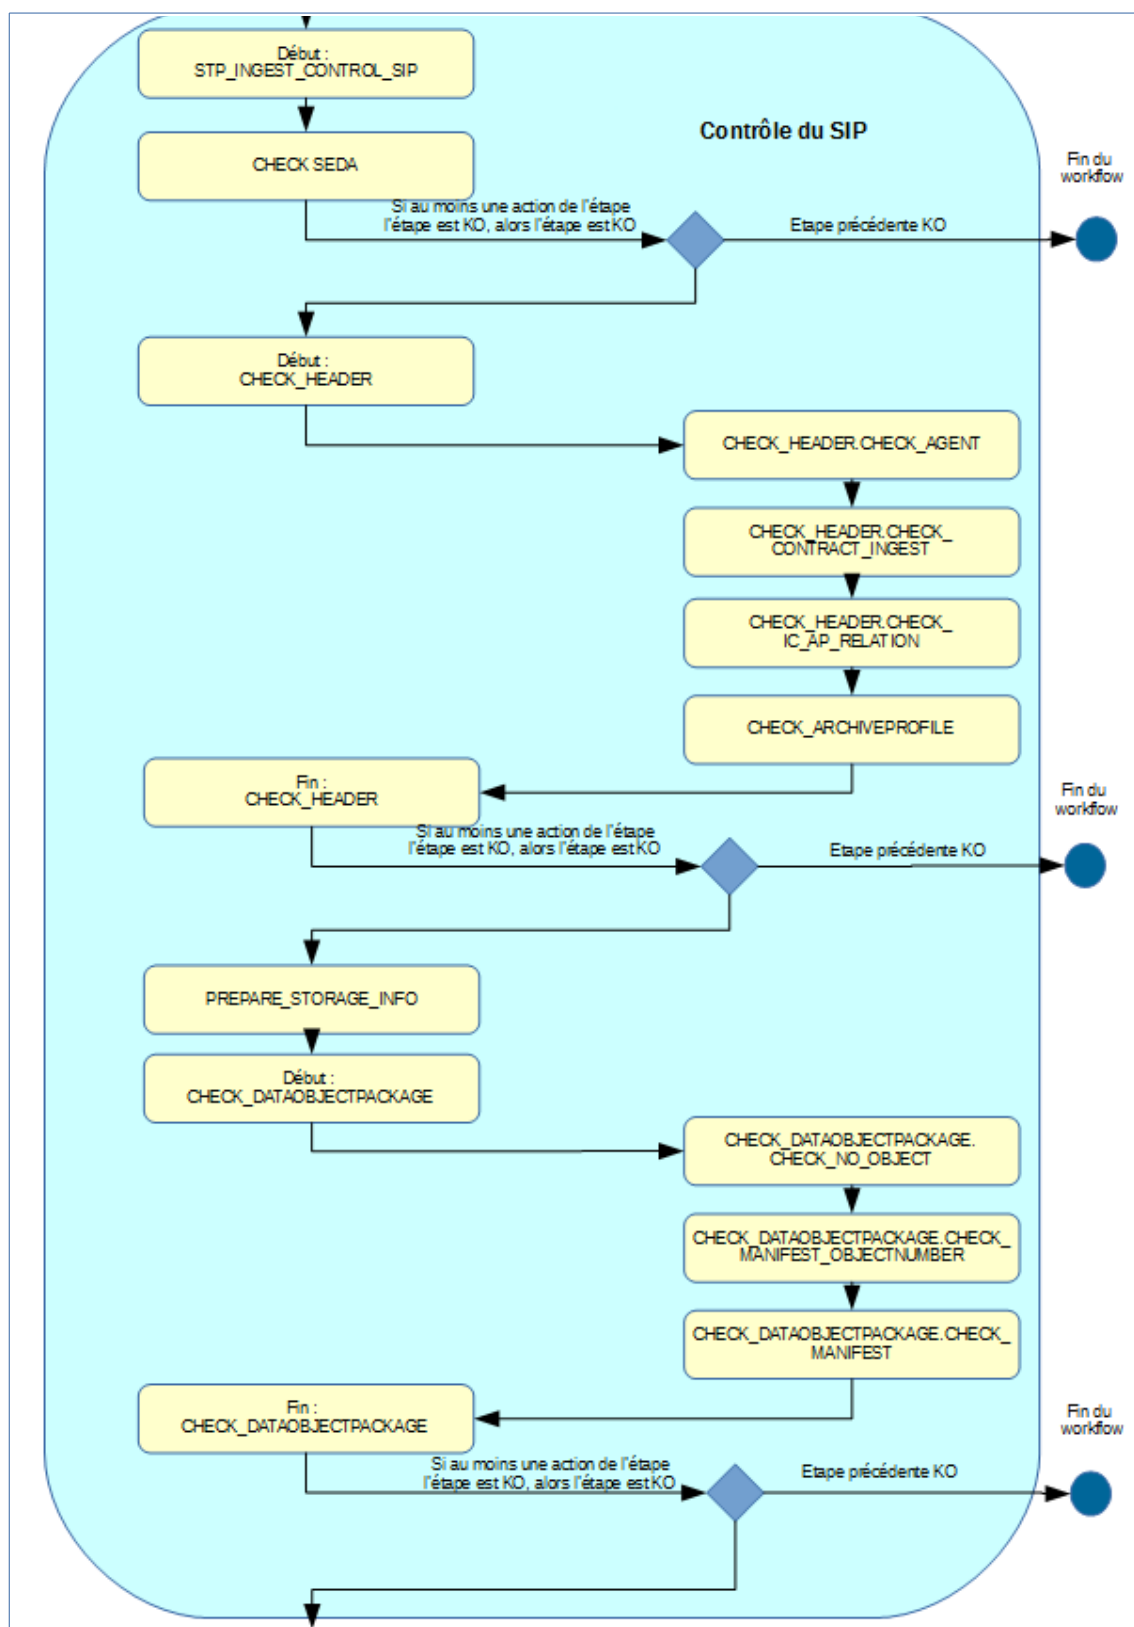 Début :
STP_INGEST_CONTROL_SIP
Contrôle du SIP
CHECK SEDA
Fin du
workflow
Si au moins une action de l'étape
l'étape est KO, alors l'étape est KO
Etape précédente KO
Début :
CHECK_HEADER
CHECK_HEADER.CHECK_AGENT
CHECK_HEADER.CHECK_
CONTRACT_INGEST
CHECK_HEADER.CHECK_
IC_AP_RELATION
CHECK_ARCHIVEPROFILE
Fin :
CHECK_HEADER
Fin du
workflow
Si au moins une action de l'étape
l'étape est KO, alors l'étape est KO
Etape précédente KO
PREPARE_STORAGE_INFO
Début :
CHECK_DATAOBJECTPACKAGE
CHECK_DATAOBJECTPACKAGE.
CHECK_NO_OBJECT
CHECK_DATAOBJECTPACKAGE.CHECK_
MANIFEST_OBJECTNUMBER
CHECK_DATAOBJECTPACKAGE.CHECK_
MANIFEST
Fin :
CHECK_DATAOBJECTPACKAGE
Fin du
workflow
Si au moins une action de l'étape
l'étape est KO, alors l'étape est KO
Etape précédente KO